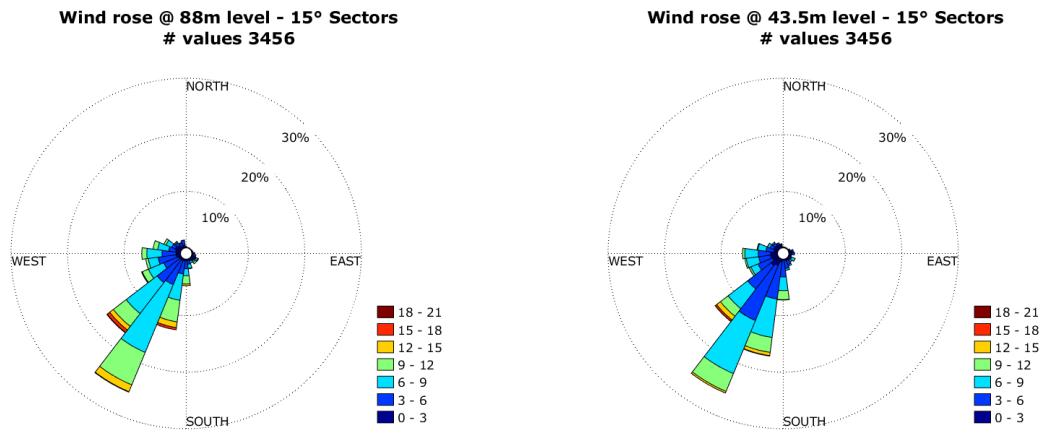 Wind rose @ 88m level - 15° Sectors
# values 3456
NORTH
30%
20%
10%
WEST
EAST
SOUTH
18 - 21
15 - 18
12 - 15
9 - 12
6 - 9
3 - 6
0 - 3
Wind rose @ 43.5m level - 15° Sectors
# values 3456
NORTH
30%
20%
10%
WEST
EAST
SOUTH
18 - 21
15 - 18
12 - 15
9 - 12
6 - 9
3 - 6
0 - 3